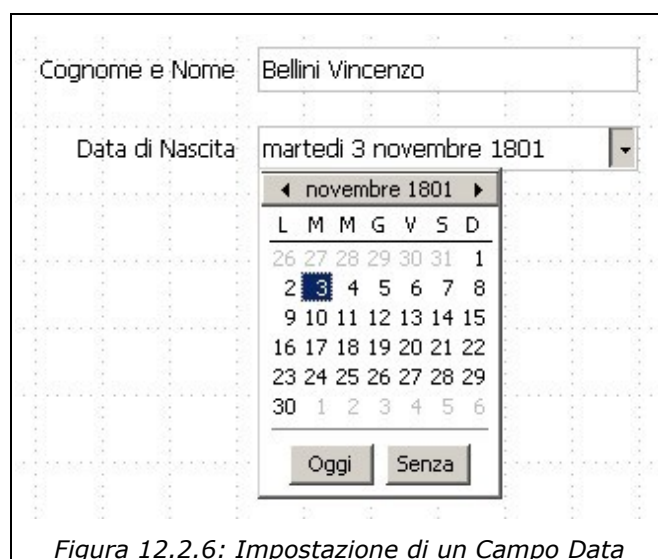 Cognome e Nome Bellini Vincenzo
Data di Nascita martedi 3 novembre 1801
novembre 1801
L M M G V S D
26 27 28 29 30 31 1
2 3 4 5 6 7 8
9 10 11 12 13 14 15
16 17 18 19 20 21 22
23 24 25 26 27 28 29
30 1 2 3 4 5 6
Oggi Senza
Figura 12.2.6: Impostazione di un Campo Data